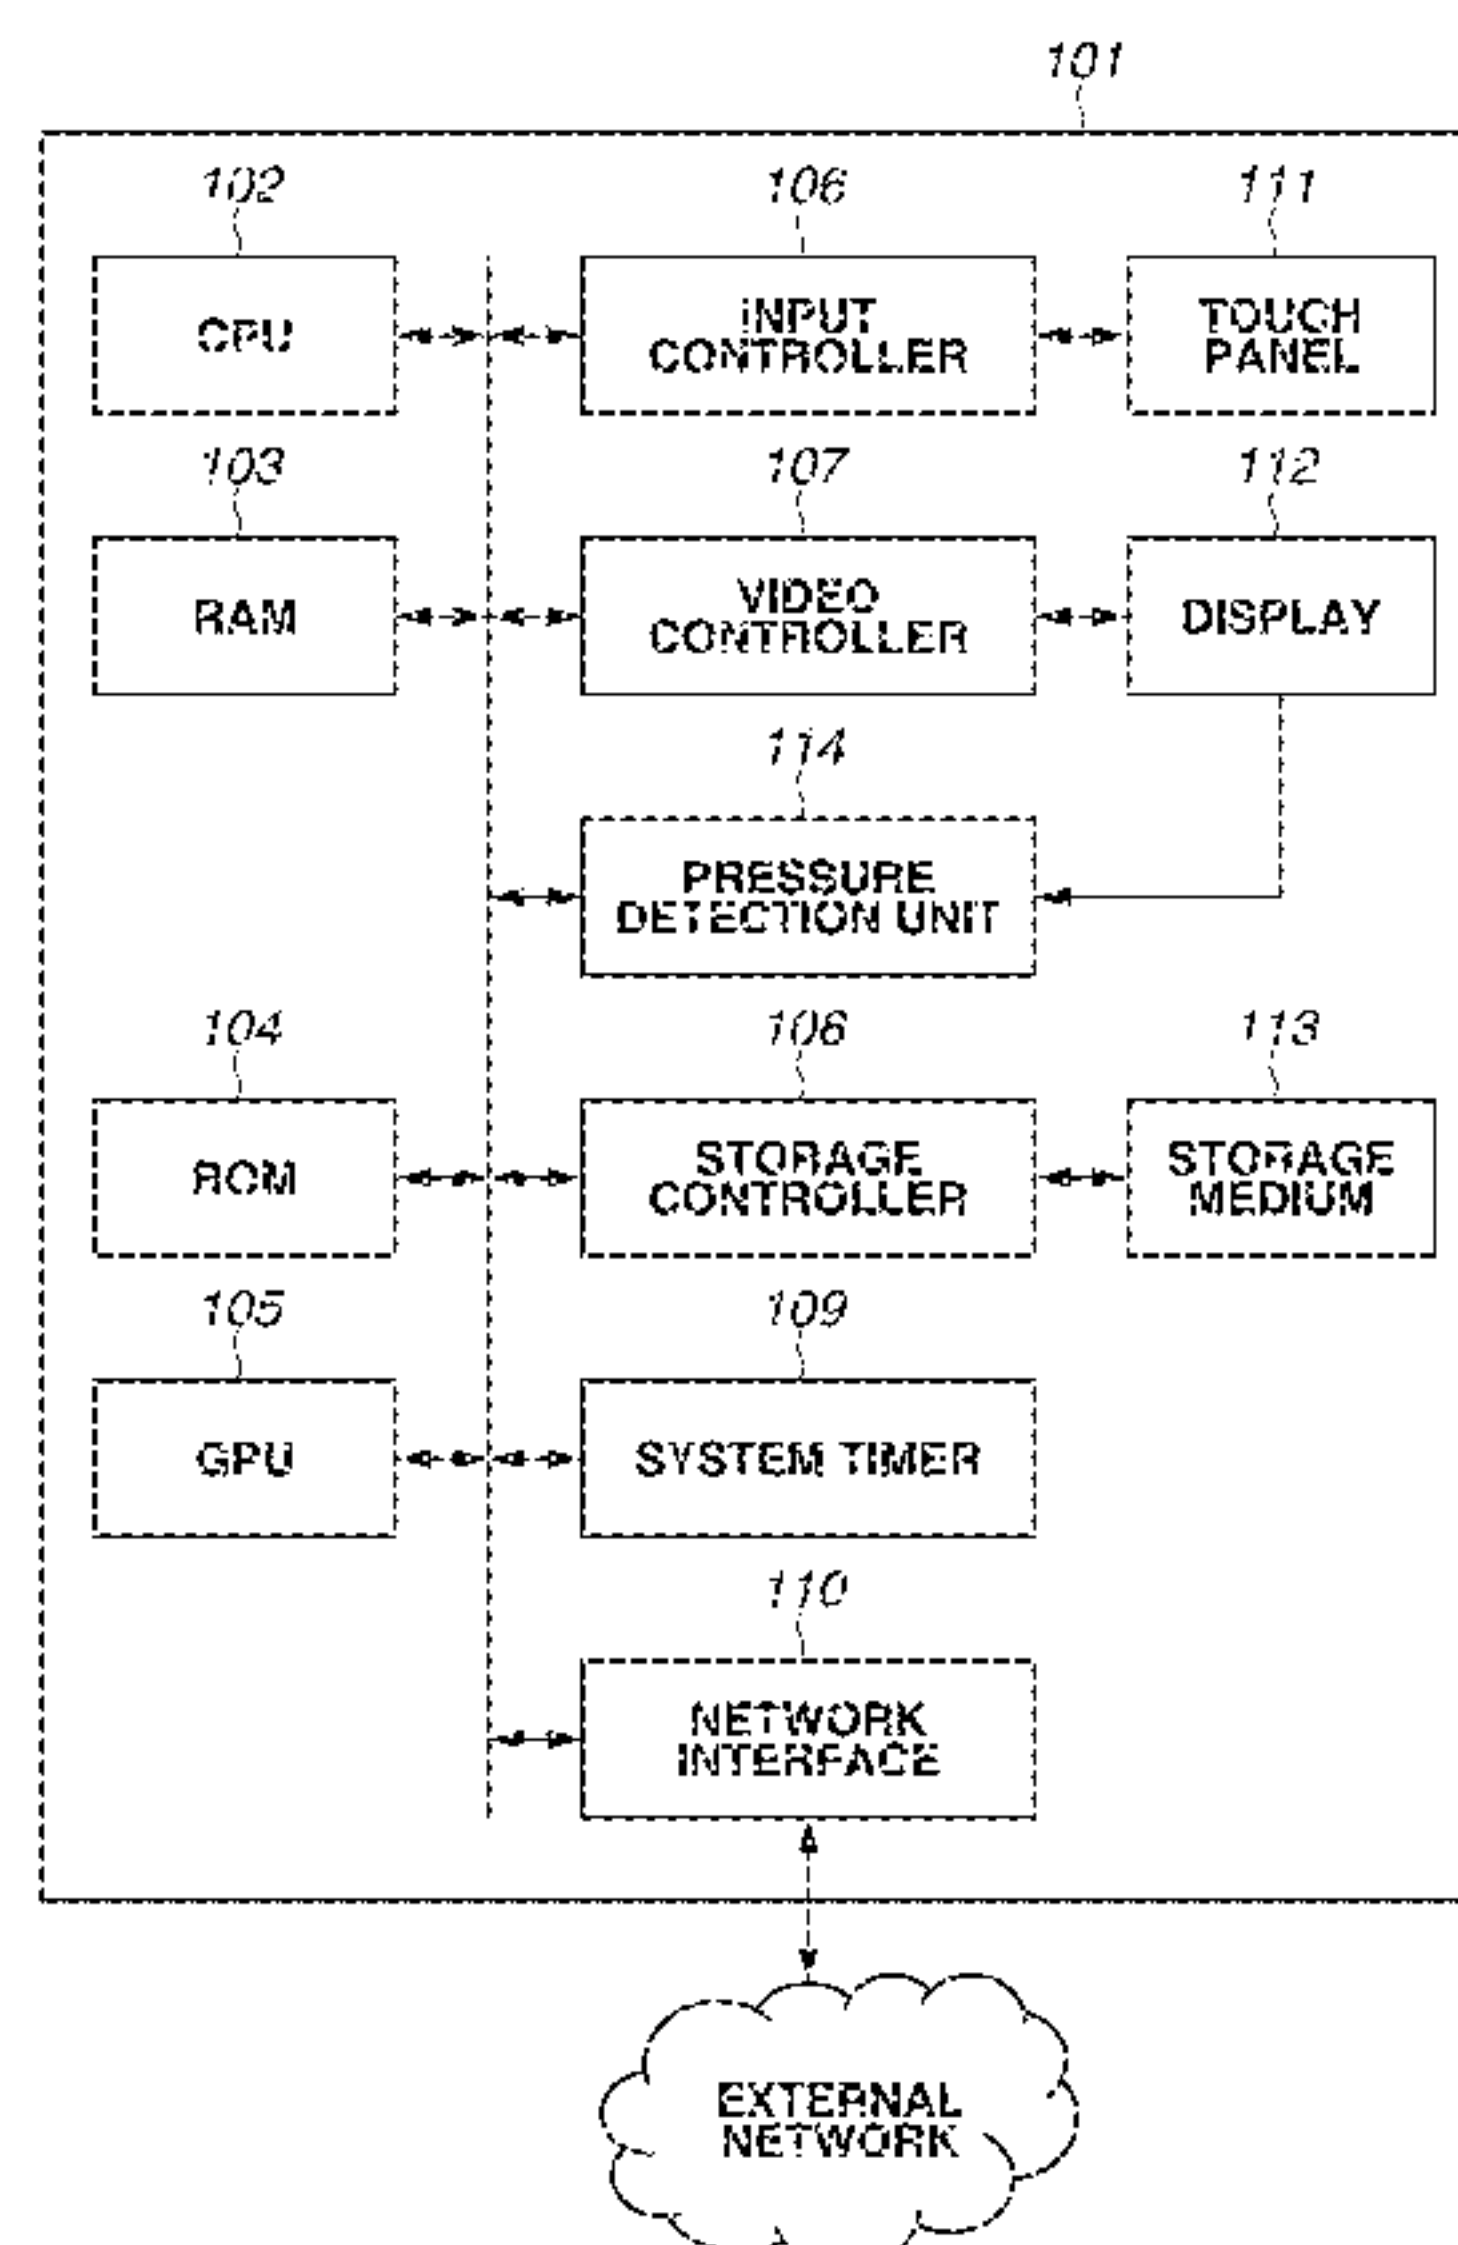 101
102
106
111
CPU
INPUT
CONTROLLER
TOUCH
PANEL
103
107
112
RAM
VIDEO
CONTROLLER
DISPLAY
114
PRESSURE
DETECTION UNIT
104
108
113
ROM
STORAGE
CONTROLLER
STORAGE
MEDIUM
105
109
GPU
SYSTEM TIMER
110
NETWORK
INTERFACE
EXTERNAL
NETWORK